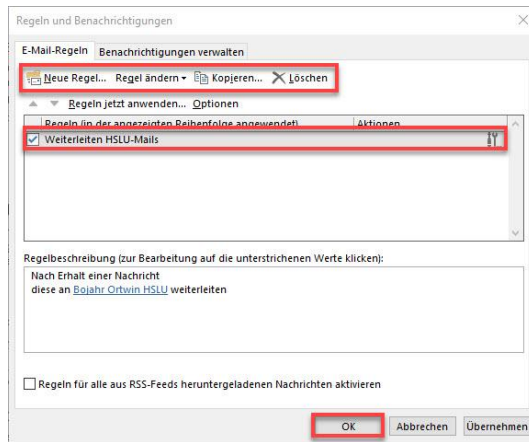 Regeln und Benachrichtigungen
E-Mail-Regeln Benachrichtigungen verwalten
Neue Regel... Regel ändern Kopieren... Löschen
Regeln jetzt anwenden... Optionen
Regeln (in der angezeigten Reihenfolge angewendet) Aktionen
Weiterleiten HSLU-Mails
Regelbeschreibung (zur Bearbeitung auf die unterstrichenen Werte klicken):
Nach Erhalt einer Nachricht
diese an Bojahr Ortwin HSLU weiterleiten
Regeln für alle aus RSS-Feeds heruntergeladenen Nachrichten aktivieren
OK Abbrechen Übernehmen